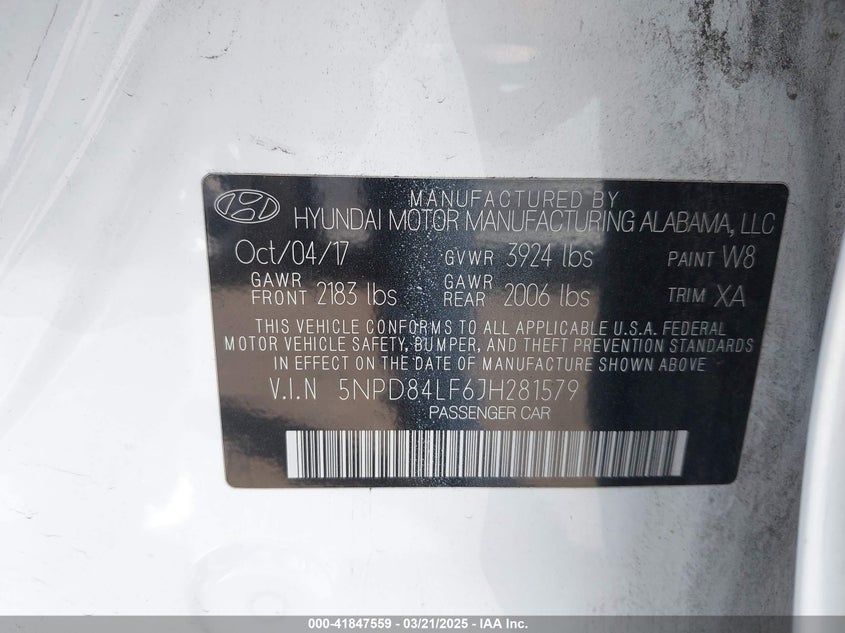 MANUFACTURED BY
HYUNDAI MOTOR MANUFACTURING ALABAMA, LLC
Oct/04/17 GVWR 3924 lbs PAINT W8
GAWR FRONT 2183 lbs GAWR REAR 2006 lbs TRIM XA
THIS VEHICLE CONFORMS TO ALL APPLICABLE U.S.A. FEDERAL
MOTOR VEHICLE SAFETY, BUMPER, AND THEFT PREVENTION STANDARDS
IN EFFECT ON THE DATE OF MANUFACTURE SHOWN ABOVE
V.I.N 5NPD84LF6JH281579
PASSENGER CAR
000-41847559 - 03/21/2025 - IAA Inc.